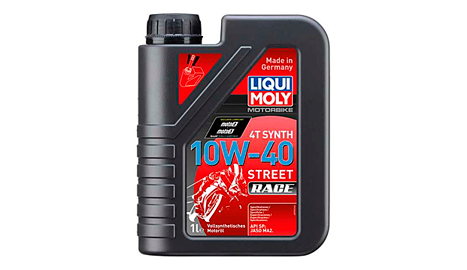 Made in
Germany
LIQUI
MOLY
MOTORBIKE
4T SYNTH
10W-40
STREET
RACE
1L
Vollsynthetisches
Motoröl
API SP;
JASO MA2.